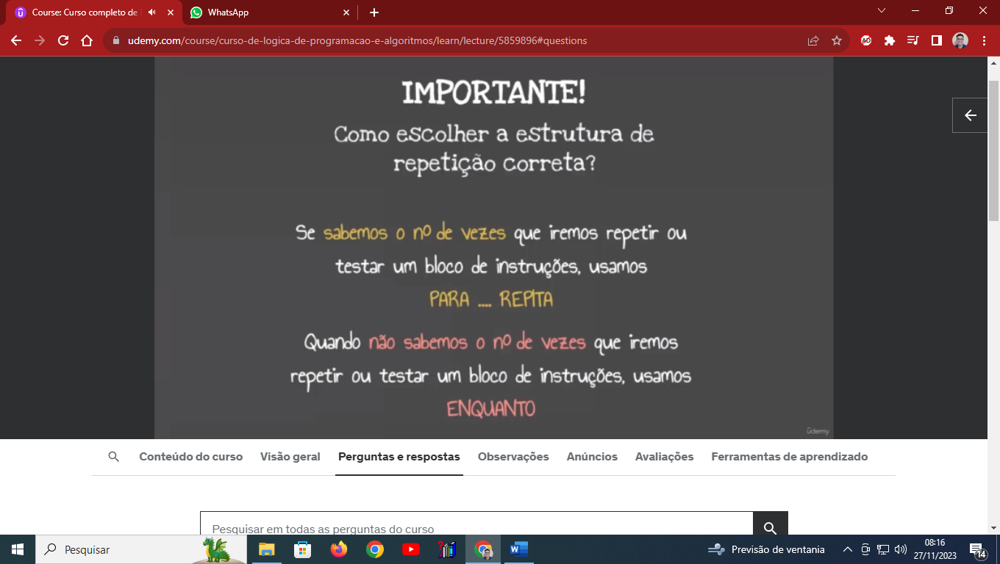 Course: Curso completo de
WhatsApp
udemy.com/course/curso-de-logica-de-programacao-e-algoritmos/learn/lecture/5859896#questions
IMPORTANTE!
Como escolher a estrutura de
repetição correta?
Se sabemos o nº de vezes que iremos repetir ou
testar um bloco de instruções, usamos
PARA .... REPITA
Quando não sabemos o nº de vezes que iremos
repetir ou testar um bloco de instruções, usamos
ENQUANTO
ûdemy
Conteúdo do curso Visão geral Perguntas e respostas Observações Anúncios Avaliações Ferramentas de aprendizado
Pesquisar em todas as perguntas do curso
Pesquisar
Previsão de ventania
08:16
27/11/2023
14